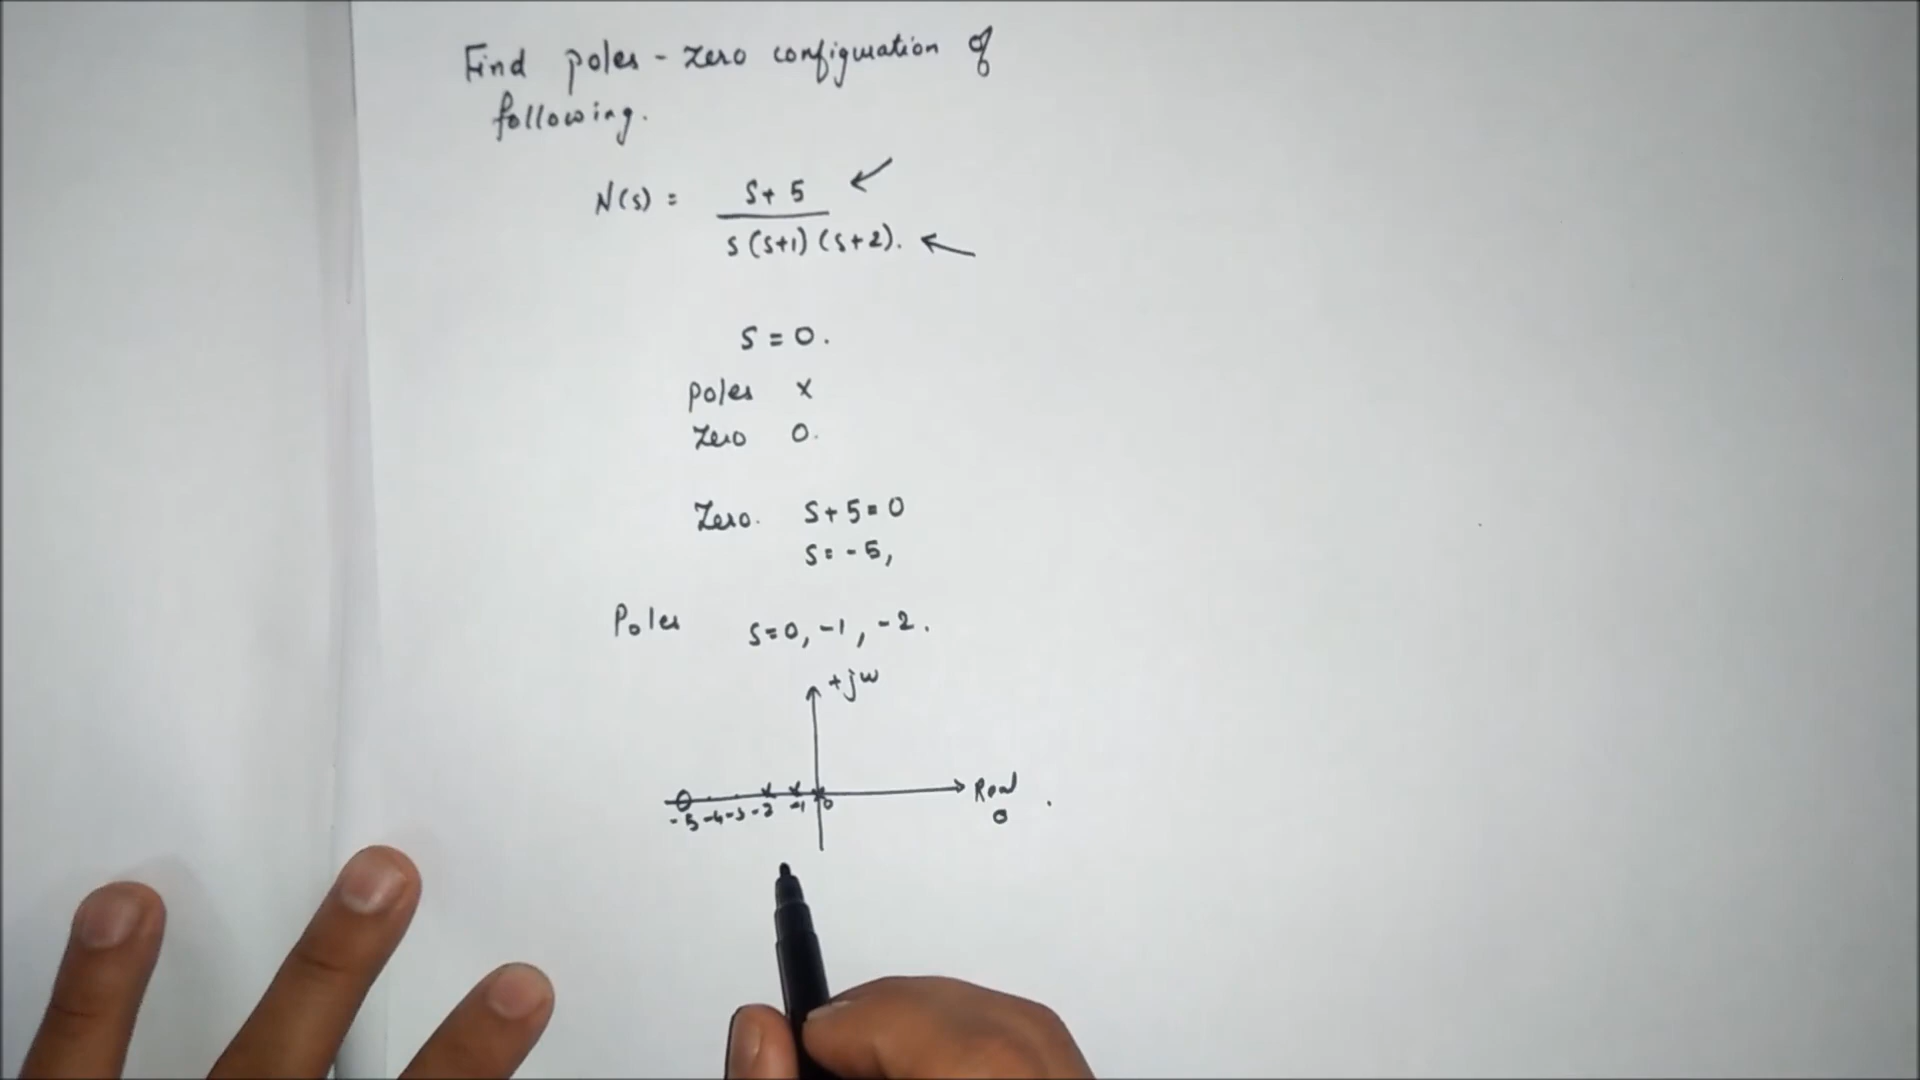 Find poles - zero configuration of
following.
N(s) = S+ 5
s(s+1)(s+2).
S = 0.
poles x
Zero 0.
Zero. S+5=0
S= -5,
Poles s=0, -1, -2.
+jω
-5 -4 -3 -2 -1 0 Real
σ